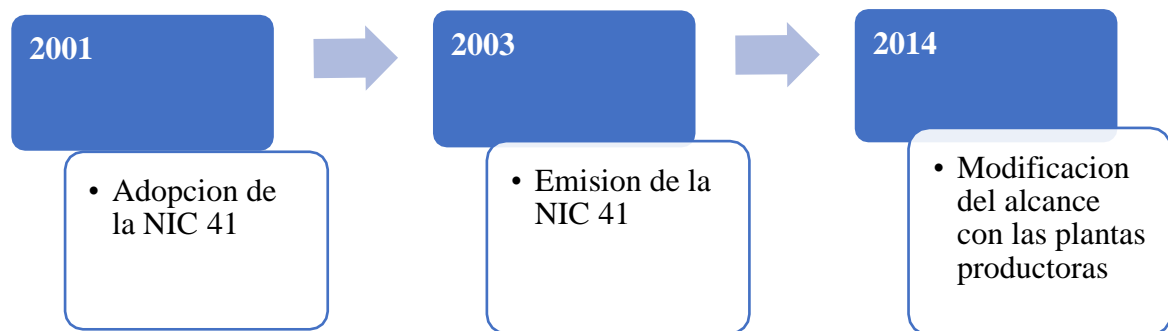 2001
• Adopcion de
la NIC 41
2003
• Emision de la
NIC 41
2014
• Modificacion
del alcance
con las plantas
productoras